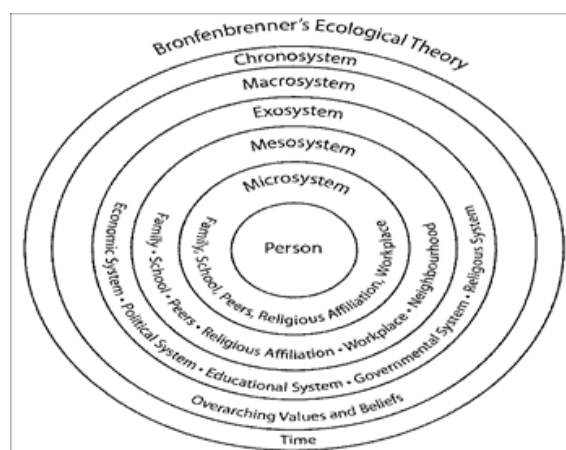 Bronfenbrenner's Ecological Theory
Chronosystem
Macrosystem
Exosystem
Mesosystem
Microsystem
Person
Family, School, Peers, Religious Affiliation, Workplace
Family • School • Peers • Religious Affiliation • Workplace • Neighbourhood
Economic System • Political System • Educational System • Governmental System • Religious System
Overarching Values and Beliefs
Time